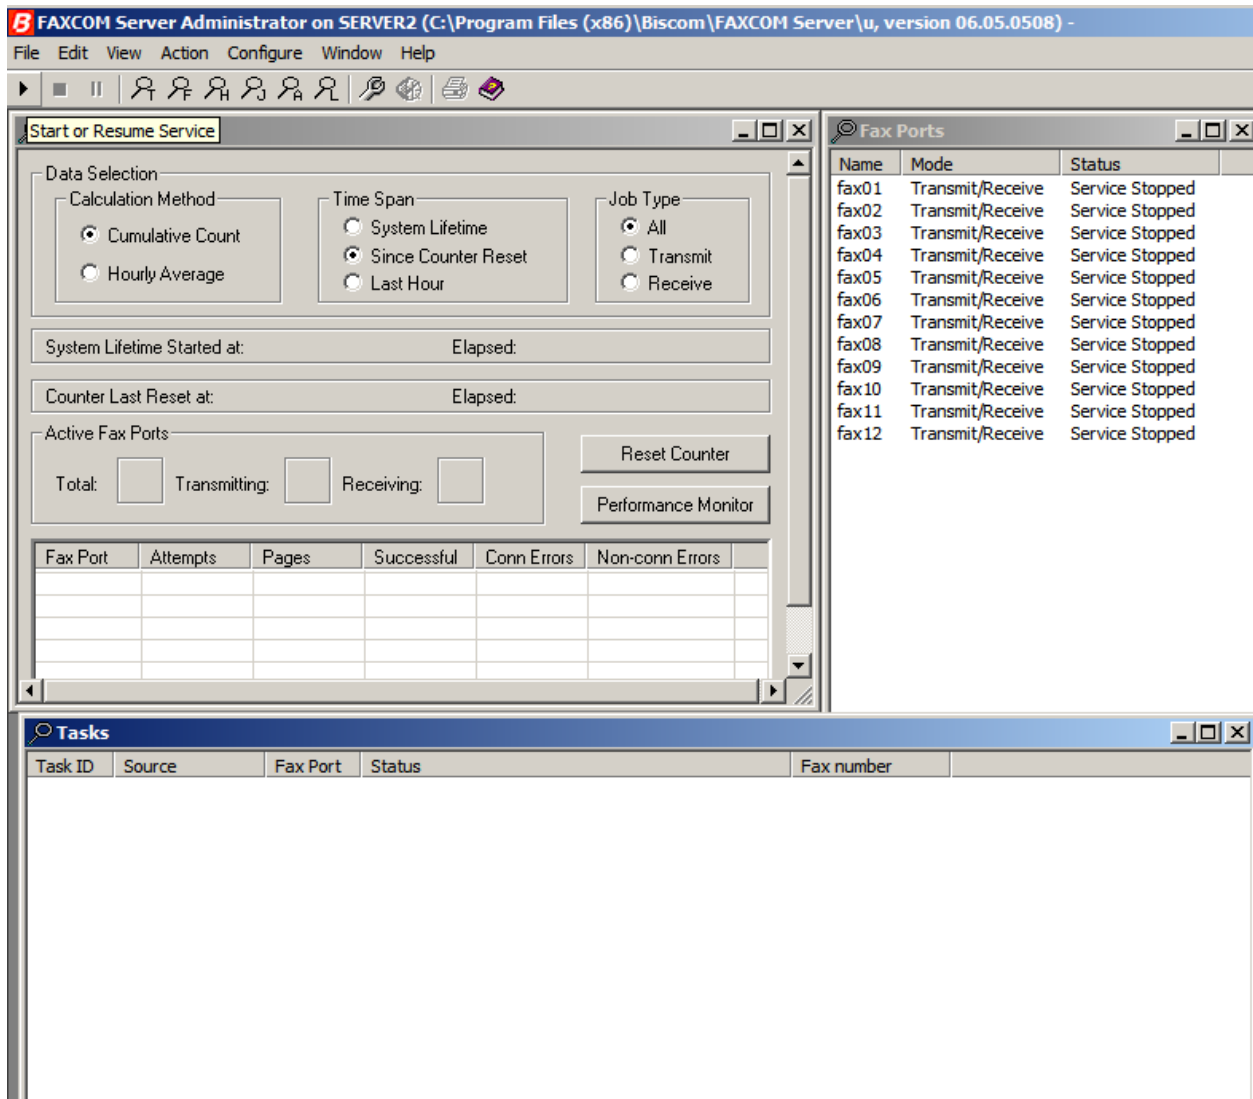 FAXCOM Server Administrator on SERVER2 (C:\Program Files (x86)\Biscom\FAXCOM Server\u, version 06.05.0508) -
File Edit View Action Configure Window Help
T F H J A L
Start or Resume Service
Data Selection
Calculation Method
Cumulative Count
Hourly Average
Time Span
System Lifetime
Since Counter Reset
Last Hour
Job Type
All
Transmit
Receive
System Lifetime Started at: Elapsed:
Counter Last Reset at: Elapsed:
Active Fax Ports
Total: Transmitting: Receiving:
Reset Counter
Performance Monitor
Fax Port Attempts Pages Successful Conn Errors Non-conn Errors
Fax Ports
Name Mode Status
fax01 Transmit/Receive Service Stopped
fax02 Transmit/Receive Service Stopped
fax03 Transmit/Receive Service Stopped
fax04 Transmit/Receive Service Stopped
fax05 Transmit/Receive Service Stopped
fax06 Transmit/Receive Service Stopped
fax07 Transmit/Receive Service Stopped
fax08 Transmit/Receive Service Stopped
fax09 Transmit/Receive Service Stopped
fax10 Transmit/Receive Service Stopped
fax11 Transmit/Receive Service Stopped
fax12 Transmit/Receive Service Stopped
Tasks
Task ID Source Fax Port Status Fax number